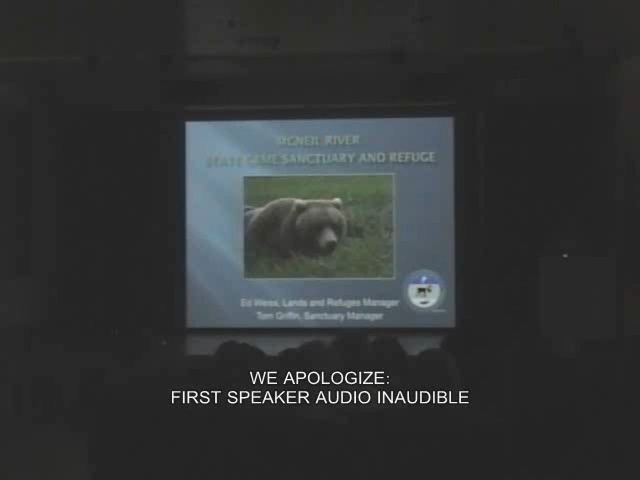 MCNEIL RIVER
STATE GAME SANCTUARY AND REFUGE
Ed Weiss, Lands and Refuges Manager
Tom Griffin, Sanctuary Manager
WE APOLOGIZE:
FIRST SPEAKER AUDIO INAUDIBLE